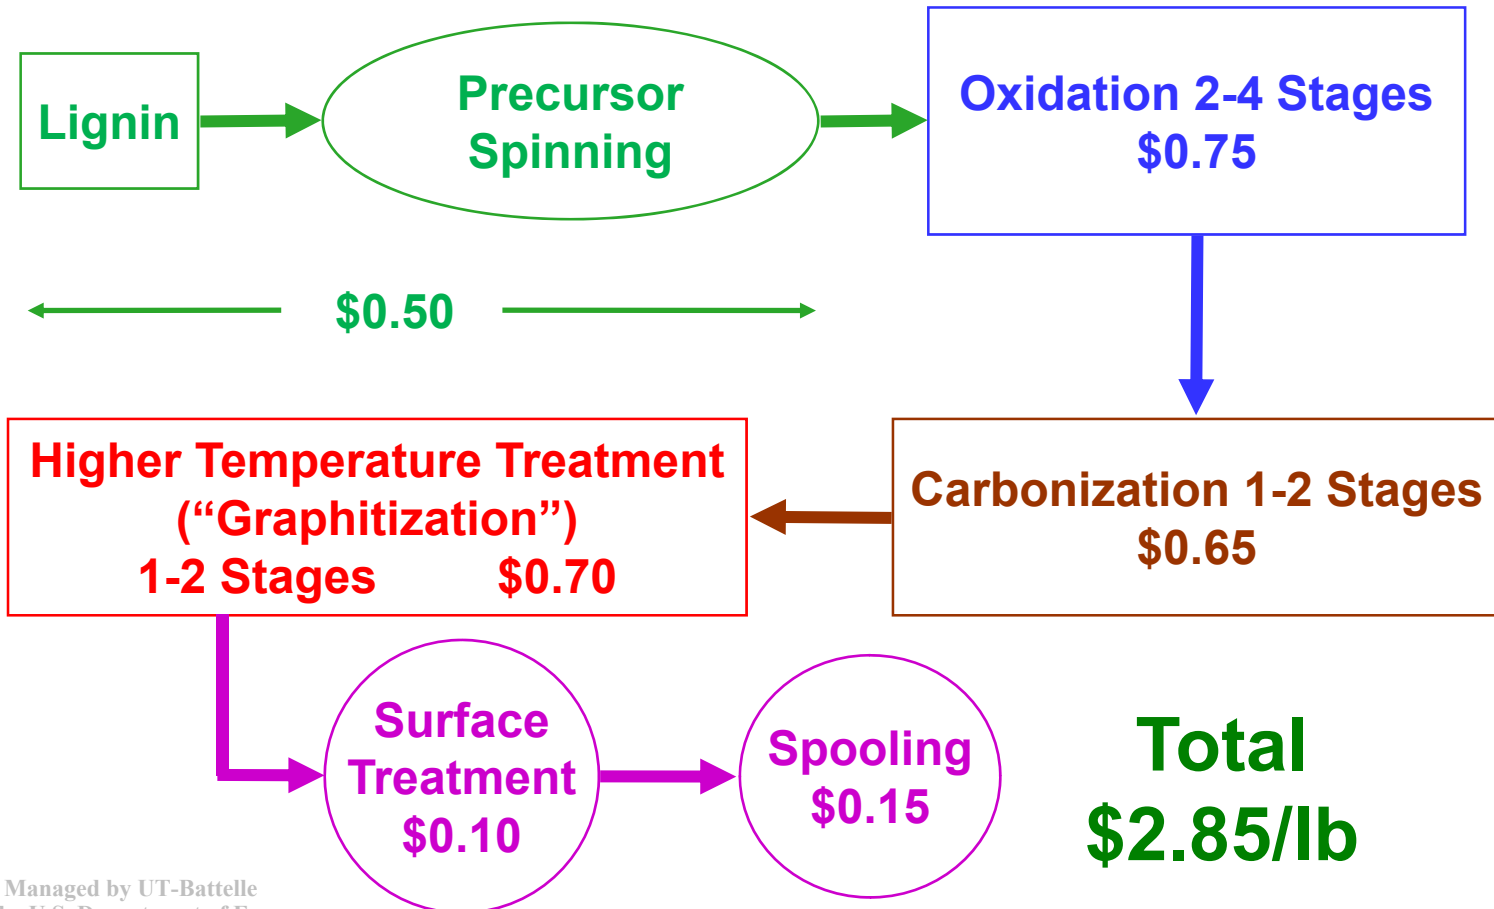 Lignin
Precursor
Spinning
Oxidation 2-4 Stages
$0.75
$0.50
Higher Temperature Treatment
(“Graphitization”)
1-2 Stages $0.70
Carbonization 1-2 Stages
$0.65
Surface
Treatment
$0.10
Spooling
$0.15
Total
$2.85/lb
Managed by UT-Battelle